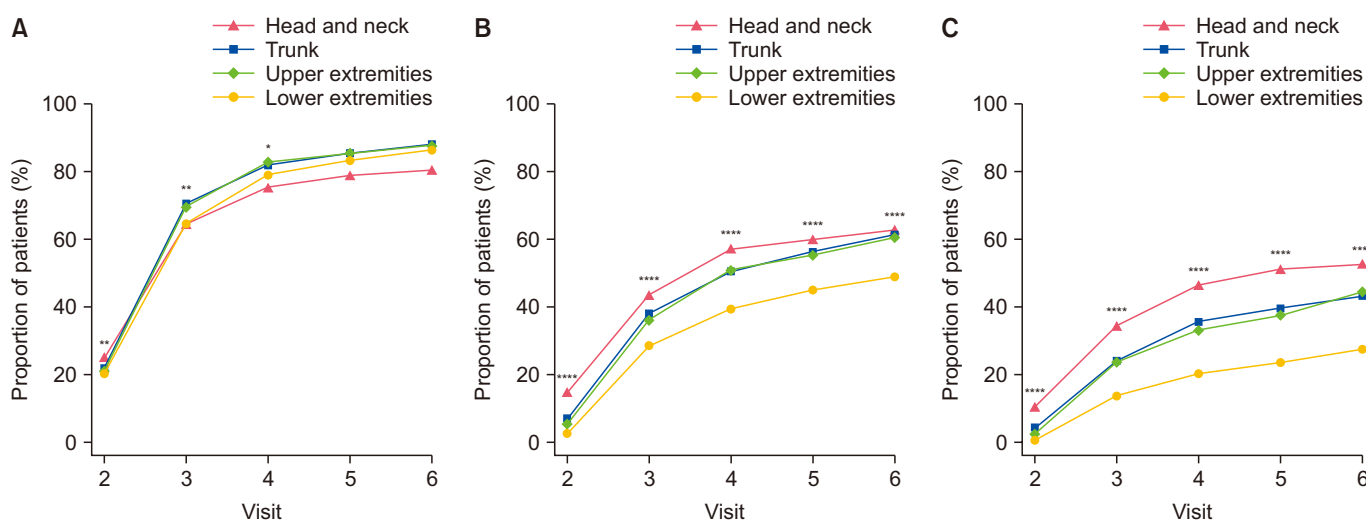 A
Head and neck
Trunk
Upper extremities
Lower extremities
100
80
60
40
20
0
Proportion of patients (%)
**
**
*
2 3 4 5 6
Visit
B
Head and neck
Trunk
Upper extremities
Lower extremities
100
80
60
40
20
0
Proportion of patients (%)
****
****
****
****
****
2 3 4 5 6
Visit
C
Head and neck
Trunk
Upper extremities
Lower extremities
100
80
60
40
20
0
Proportion of patients (%)
****
****
****
****
***
2 3 4 5 6
Visit